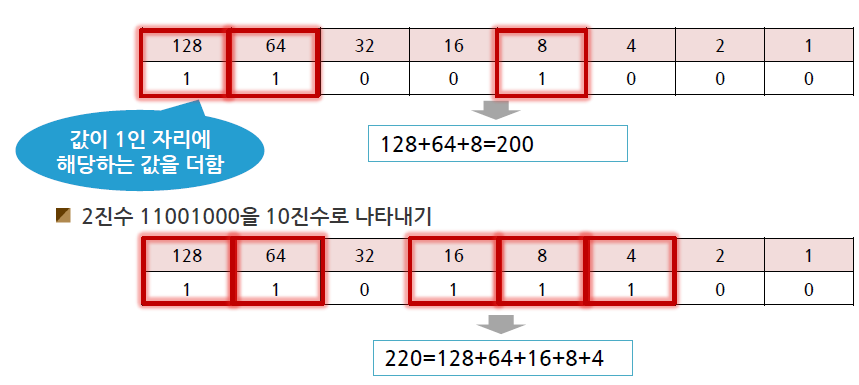 128 64 32 16 8 4 2 1
1 1 0 0 1 0 0 0
값이 1인 자리에
해당하는 값을 더함
128+64+8=200
2진수 11001000을 10진수로 나타내기
128 64 32 16 8 4 2 1
1 1 0 1 1 1 0 0
220=128+64+16+8+4